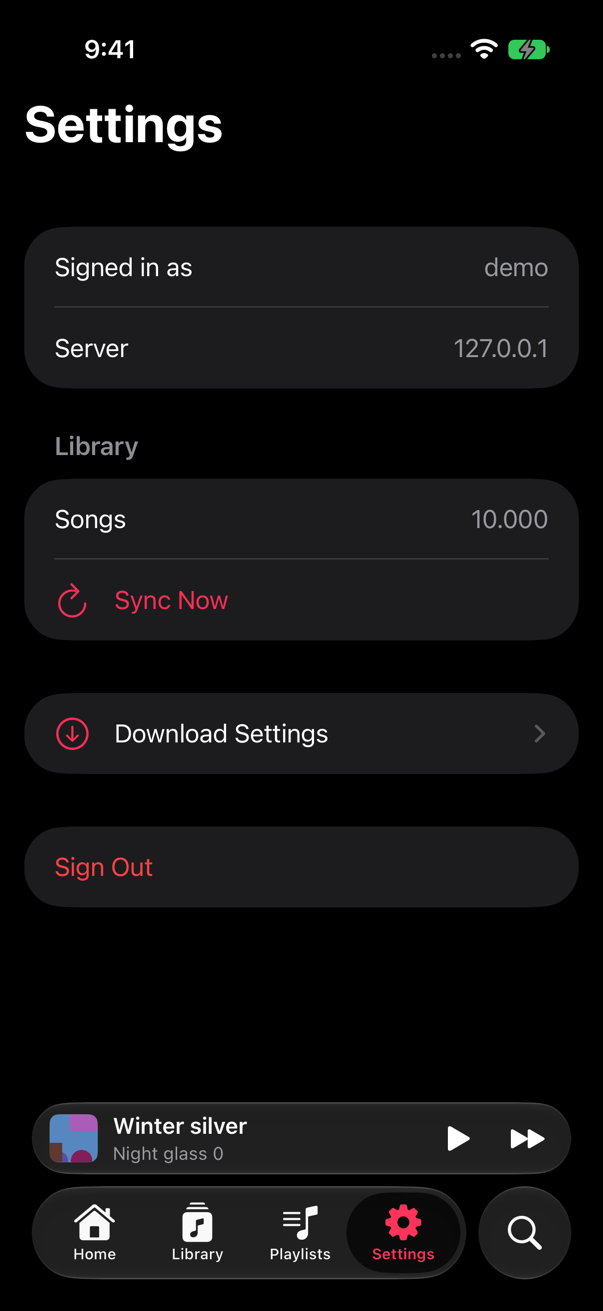 9:41
Settings
Signed in as demo
Server 127.0.0.1
Library
Songs 10.000
Sync Now
Download Settings
Sign Out
Winter silver
Night glass 0
Home Library Playlists Settings